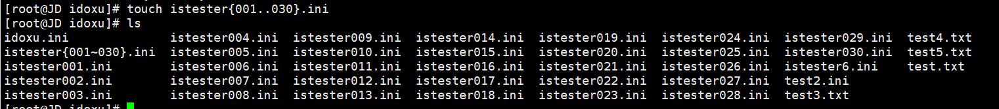 [root@JD idoxu]# touch istester{001..030}.ini
[root@JD idoxu]# ls
idoxu.ini istester004.ini istester009.ini istester014.ini istester019.ini istester024.ini istester029.ini test4.txt
istester{001~030}.ini istester005.ini istester010.ini istester015.ini istester020.ini istester025.ini istester030.ini test5.txt
istester001.ini istester006.ini istester011.ini istester016.ini istester021.ini istester026.ini istester6.ini test.txt
istester002.ini istester007.ini istester012.ini istester017.ini istester022.ini istester027.ini test2.ini
istester003.ini istester008.ini istester013.ini istester018.ini istester023.ini istester028.ini test3.txt
[root@JD idoxu]#